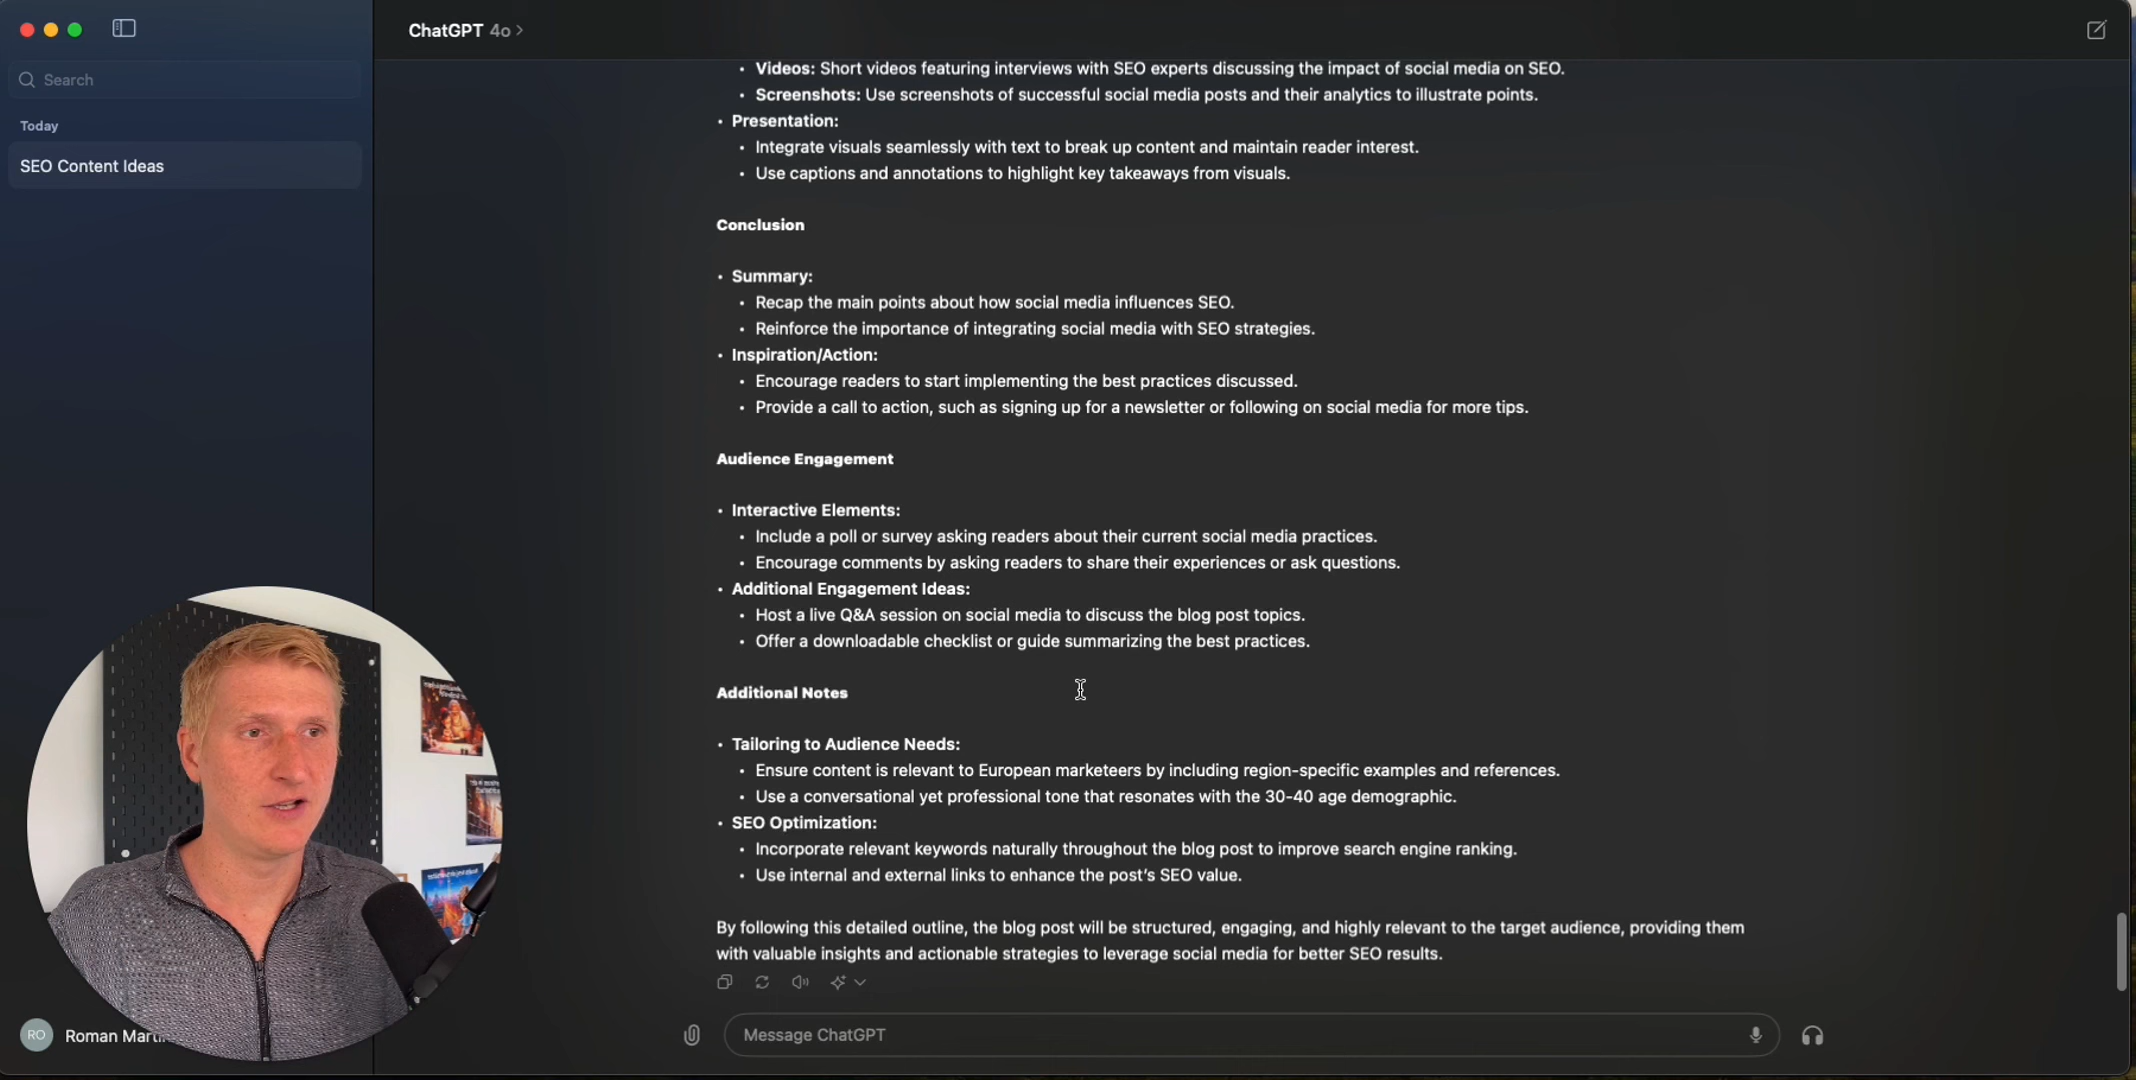 ChatGPT 4o >
Search
Today
SEO Content Ideas
• Videos: Short videos featuring interviews with SEO experts discussing the impact of social media on SEO.
• Screenshots: Use screenshots of successful social media posts and their analytics to illustrate points.
• Presentation:
• Integrate visuals seamlessly with text to break up content and maintain reader interest.
• Use captions and annotations to highlight key takeaways from visuals.
Conclusion
• Summary:
• Recap the main points about how social media influences SEO.
• Reinforce the importance of integrating social media with SEO strategies.
• Inspiration/Action:
• Encourage readers to start implementing the best practices discussed.
• Provide a call to action, such as signing up for a newsletter or following on social media for more tips.
Audience Engagement
• Interactive Elements:
• Include a poll or survey asking readers about their current social media practices.
• Encourage comments by asking readers to share their experiences or ask questions.
• Additional Engagement Ideas:
• Host a live Q&A session on social media to discuss the blog post topics.
• Offer a downloadable checklist or guide summarizing the best practices.
Additional Notes
• Tailoring to Audience Needs:
• Ensure content is relevant to European marketeers by including region-specific examples and references.
• Use a conversational yet professional tone that resonates with the 30-40 age demographic.
• SEO Optimization:
• Incorporate relevant keywords naturally throughout the blog post to improve search engine ranking.
• Use internal and external links to enhance the post's SEO value.
By following this detailed outline, the blog post will be structured, engaging, and highly relevant to the target audience, providing them
with valuable insights and actionable strategies to leverage social media for better SEO results.
RO Roman
Message ChatGPT